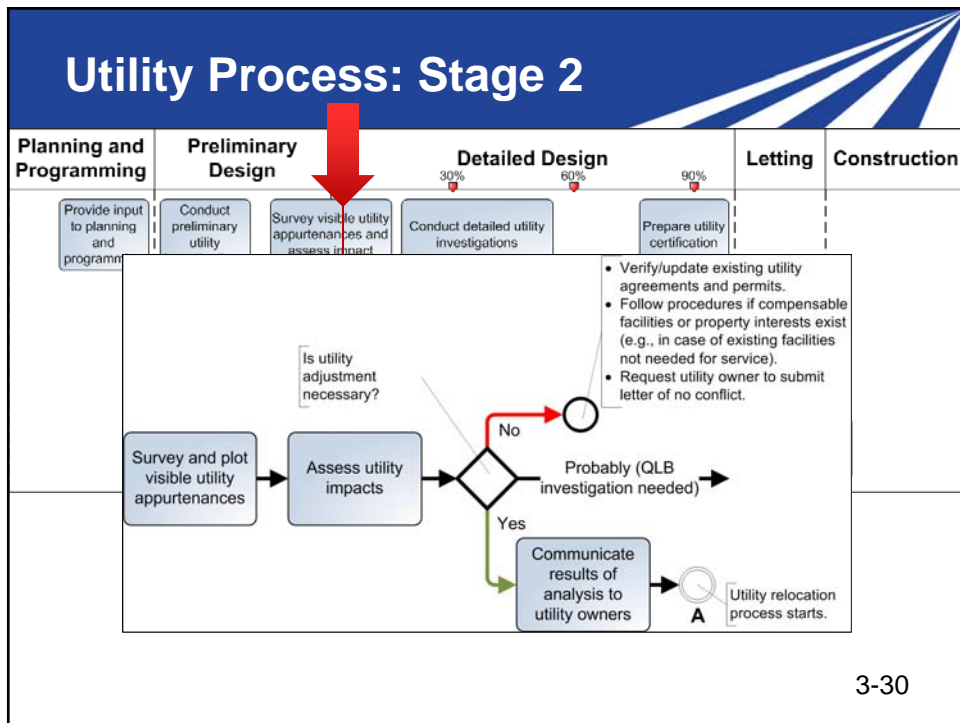 Utility Process: Stage 2
Planning and
Programming
Preliminary
Design
Detailed Design
Letting
Construction
30%
60%
90%
Provide input
to planning
and
Conduct
preliminary
utility
Survey visible utility
appurtenances and
assess impact
Conduct detailed utility
investigations
Prepare utility
certification
• Verify/update existing utility
agreements and permits.
• Follow procedures if compensable
facilities or property interests exist
(e.g., in case of existing facilities
not needed for service).
• Request utility owner to submit
letter of no conflict.
Is utility
adjustment
necessary?
No
Survey and plot
visible utility
appurtenances
Assess utility
impacts
Probably (QLB
investigation needed)
Yes
Communicate
results of
analysis to
utility owners
A
Utility relocation
process starts.
3-30